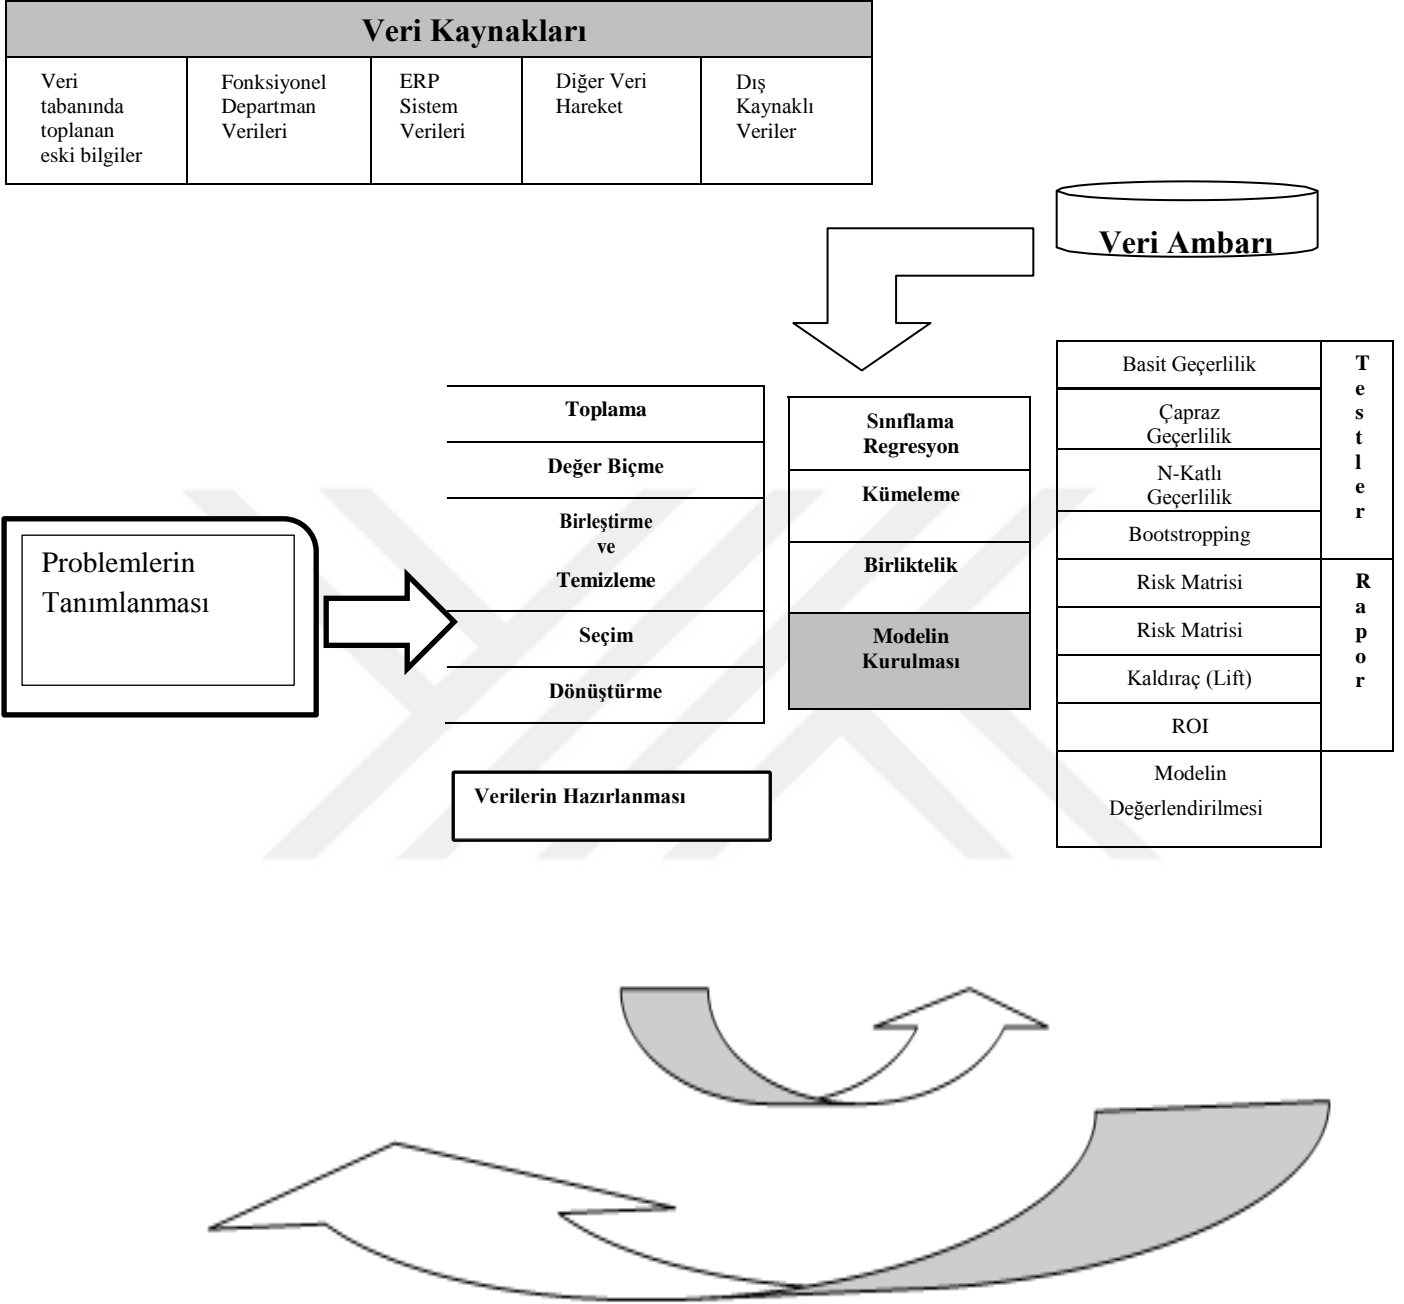 Veri Kaynakları
Veri
tabanında
toplanan
eski bilgiler
Fonksiyonel
Departman
Verileri
ERP
Sistem
Verileri
Diğer Veri
Hareket
Dış
Kaynaklı
Veriler
Veri Ambarı
Problemlerin
Tanımlanması
Toplama
Değer Biçme
Birleştirme
ve
Temizleme
Seçim
Dönüştürme
Verilerin Hazırlanması
Sınıflama
Regresyon
Kümeleme
Birliktelik
Modelin
Kurulması
Basit Geçerlilik
Çapraz
Geçerlilik
N-Katlı
Geçerlilik
Bootstropping
Risk Matrisi
Risk Matrisi
Kaldıraç (Lift)
ROI
Modelin
Değerlendirilmesi
T
e
s
t
l
e
r
R
a
p
o
r